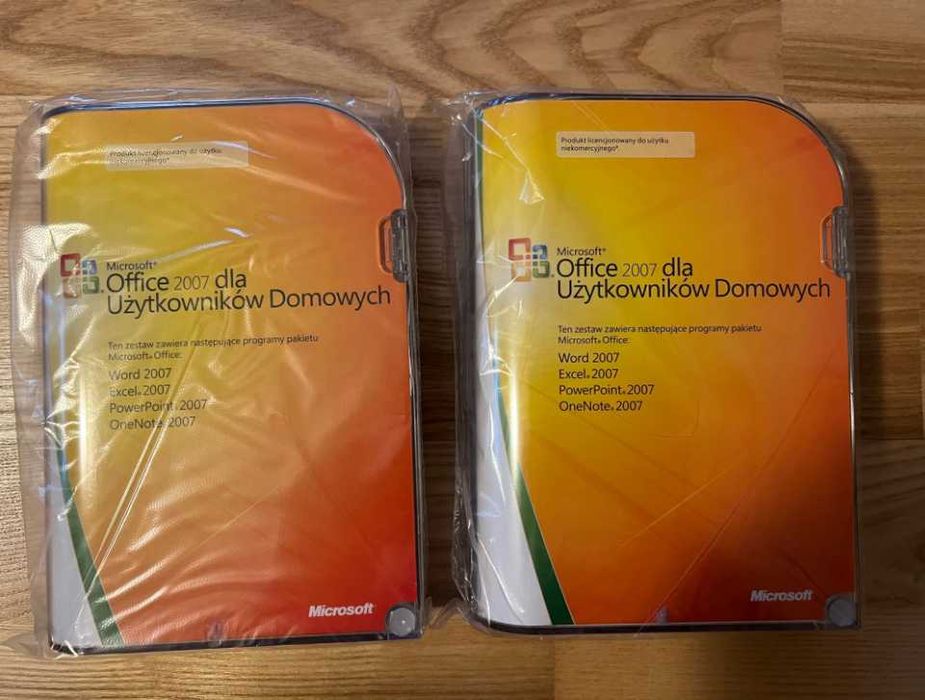 Produkt licencjonowany do użytku
niekomercyjnego*.
Microsoft®
Office 2007 dla
Użytkowników Domowych
Ten zestaw zawiera następujące programy pakietu
Microsoft® Office:
Word 2007
Excel® 2007
PowerPoint® 2007
OneNote® 2007
Microsoft
Produkt licencjonowany do użytku
niekomercyjnego*.
Microsoft®
Office 2007 dla
Użytkowników Domowych
Ten zestaw zawiera następujące programy pakietu
Microsoft® Office:
Word 2007
Excel® 2007
PowerPoint® 2007
OneNote® 2007
Microsoft